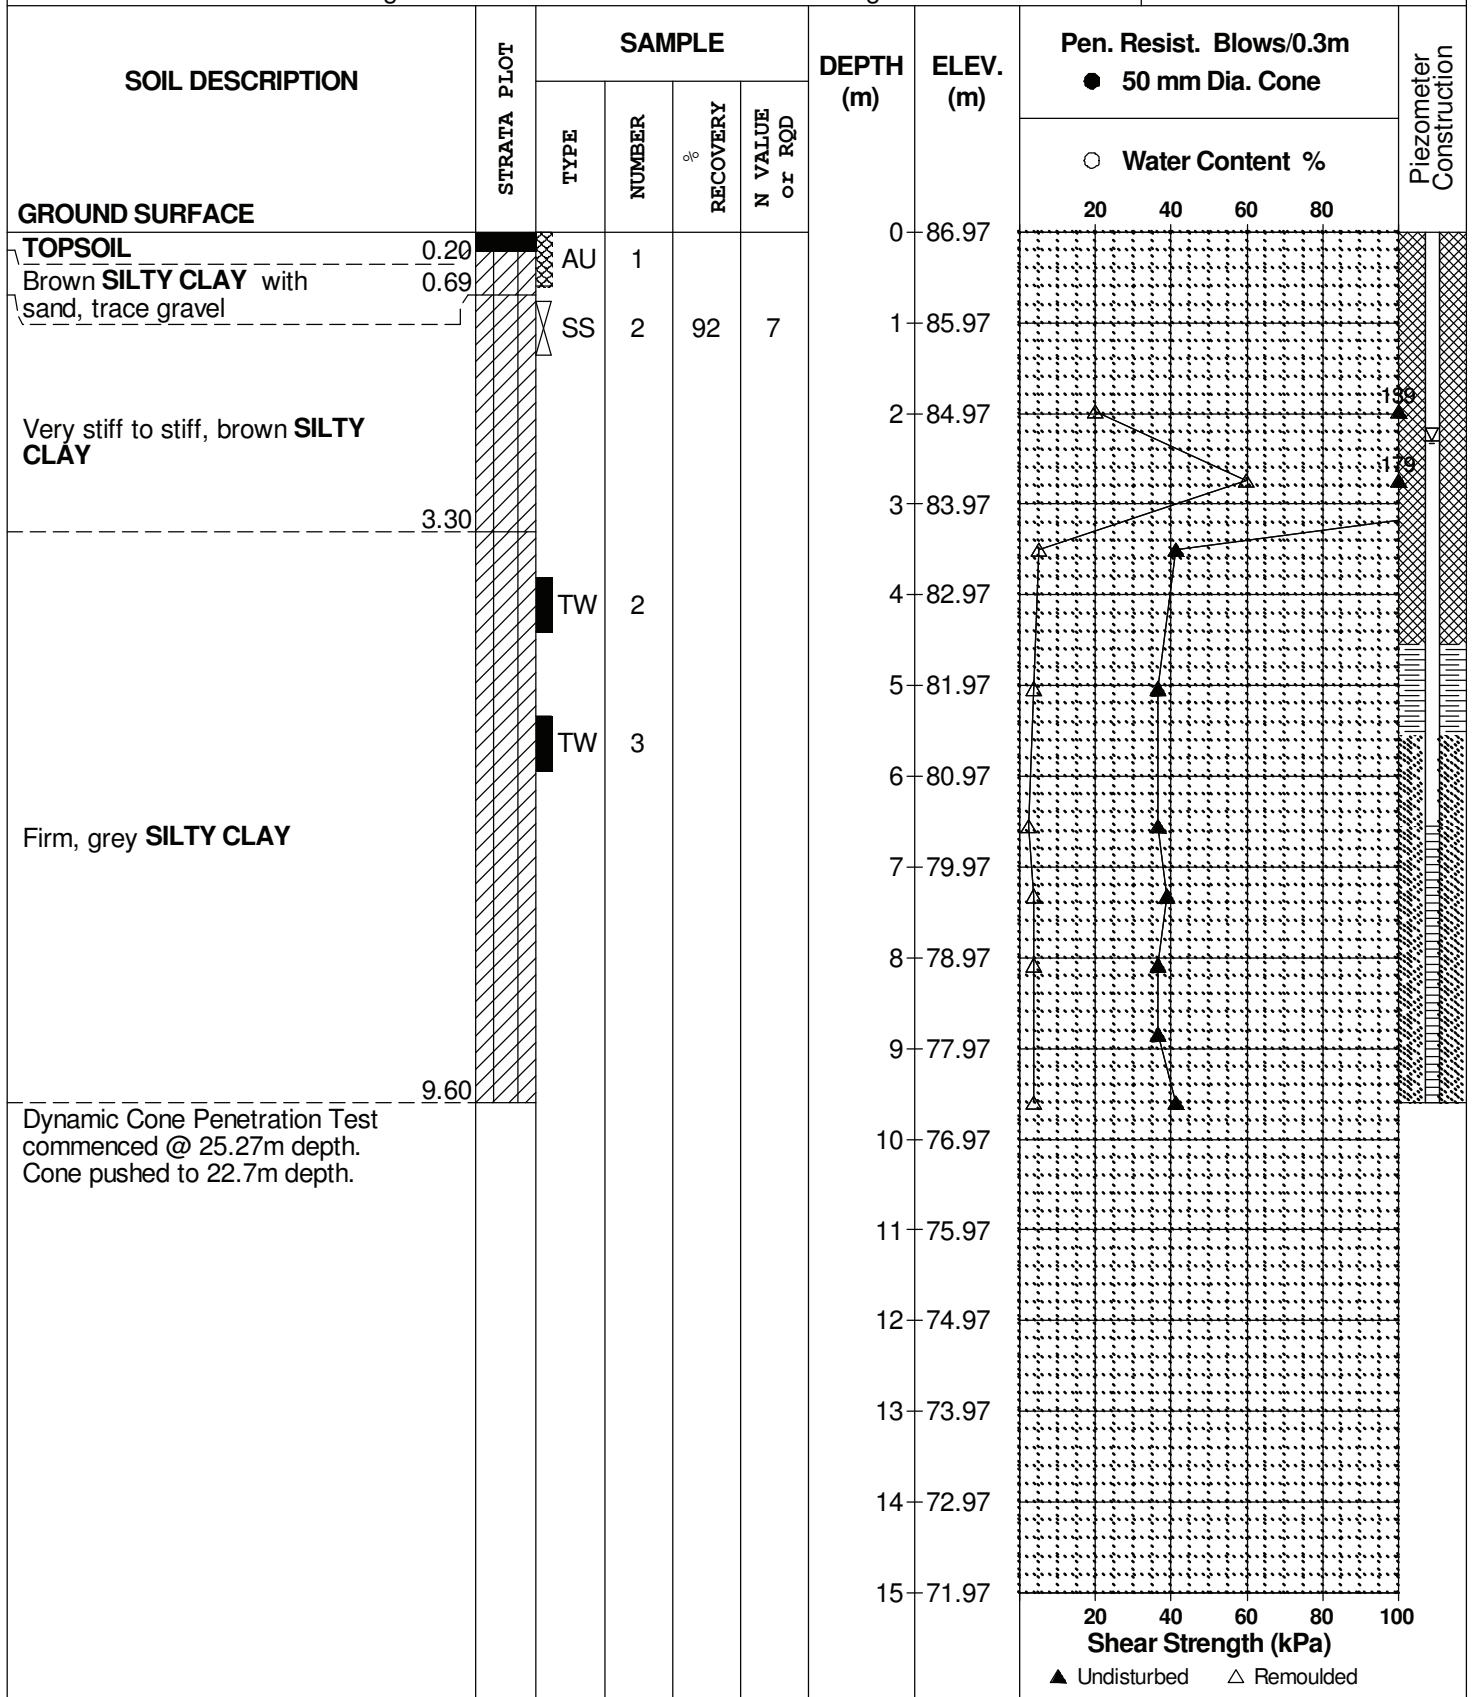 SOIL DESCRIPTION
STRATA PLOT
SAMPLE
TYPE
NUMBER
% RECOVERY
N VALUE or RQD
DEPTH (m)
ELEV. (m)
Pen. Resist. Blows/0.3m
● 50 mm Dia. Cone
○ Water Content %
Piezometer Construction
20 40 60 80
GROUND SURFACE
0 86.97
TOPSOIL 0.20
AU 1
Brown SILTY CLAY with 0.69
sand, trace gravel
SS 2 92 7
1 85.97
139
2 84.97
Very stiff to stiff, brown SILTY
CLAY
179
3 83.97
3.30
4 82.97
TW 2
5 81.97
TW 3
6 80.97
Firm, grey SILTY CLAY
7 79.97
8 78.97
9 77.97
9.60
Dynamic Cone Penetration Test
commenced @ 25.27m depth.
Cone pushed to 22.7m depth.
10 76.97
11 75.97
12 74.97
13 73.97
14 72.97
15 71.97
20 40 60 80 100
Shear Strength (kPa)
▲ Undisturbed △ Remoulded